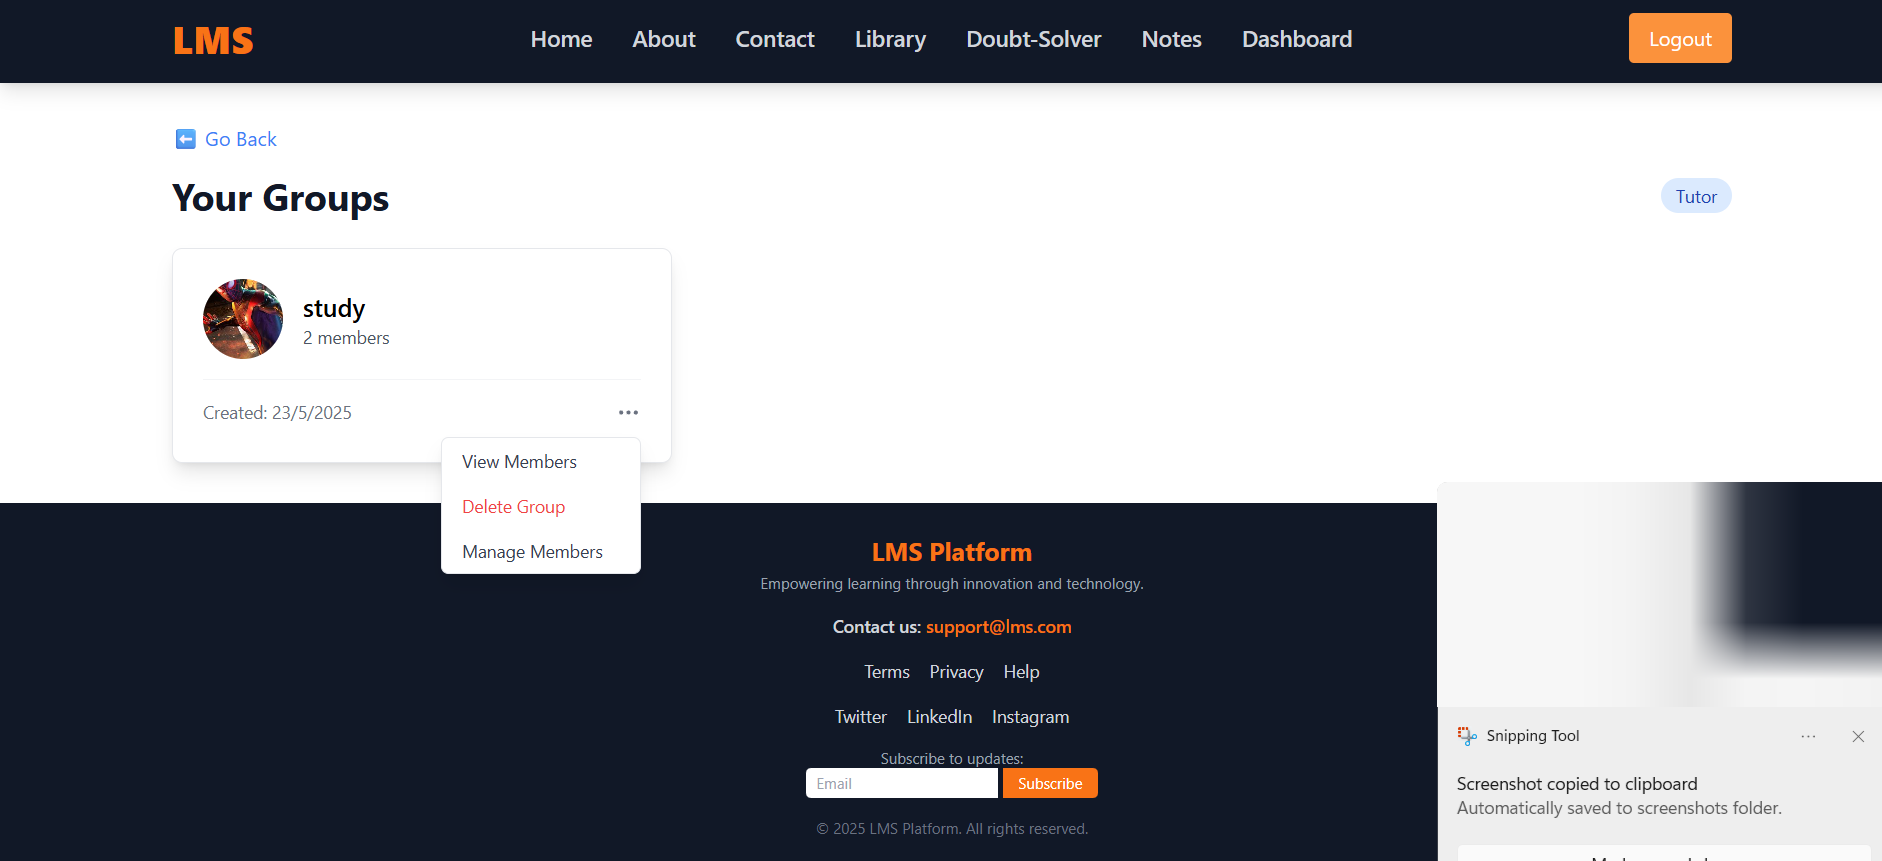 LMS
Home About Contact Library Doubt-Solver Notes Dashboard
Logout
Go Back
Your Groups
Tutor
study
2 members
Created: 23/5/2025
View Members
Delete Group
Manage Members
LMS Platform
Empowering learning through innovation and technology.
Contact us: support@lms.com
Terms Privacy Help
Twitter LinkedIn Instagram
Subscribe to updates:
Email Subscribe
© 2025 LMS Platform. All rights reserved.
Snipping Tool
Screenshot copied to clipboard
Automatically saved to screenshots folder.